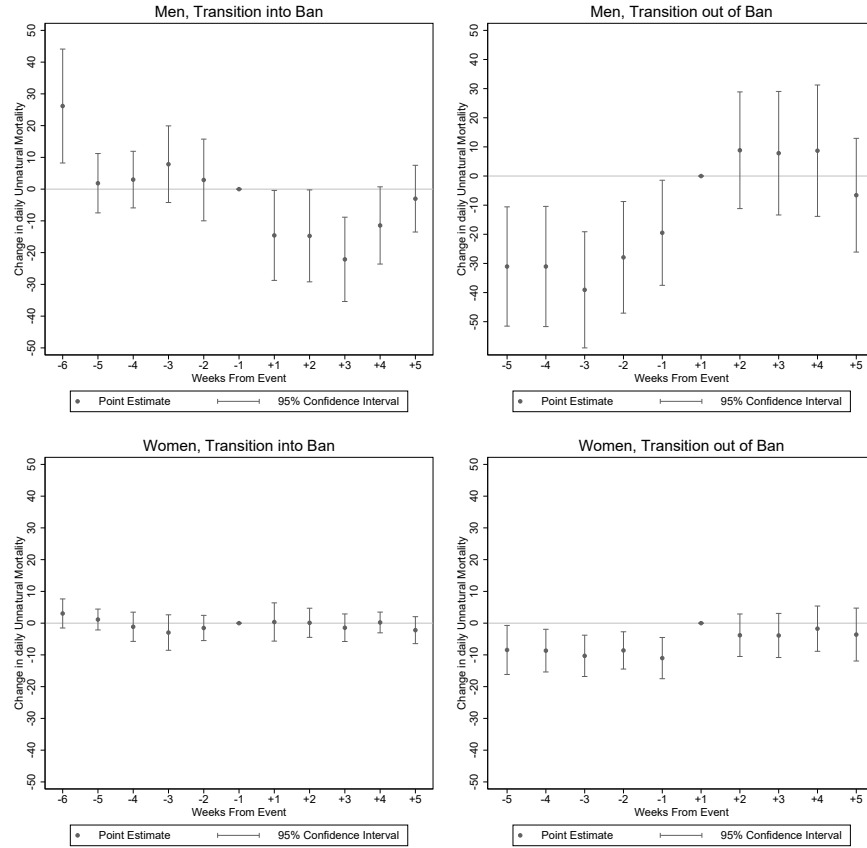 Men, Transition into Ban
Change in daily Unnatural Mortality
50
40
30
20
10
0
-10
-20
-30
-40
-50
-6 -5 -4 -3 -2 -1 +1 +2 +3 +4 +5
Weeks From Event
Point Estimate 95% Confidence Interval
Men, Transition out of Ban
Change in daily Unnatural Mortality
50
40
30
20
10
0
-10
-20
-30
-40
-50
-5 -4 -3 -2 -1 +1 +2 +3 +4 +5
Weeks From Event
Point Estimate 95% Confidence Interval
Women, Transition into Ban
Change in daily Unnatural Mortality
50
40
30
20
10
0
-10
-20
-30
-40
-50
-6 -5 -4 -3 -2 -1 +1 +2 +3 +4 +5
Weeks From Event
Point Estimate 95% Confidence Interval
Women, Transition out of Ban
Change in daily Unnatural Mortality
50
40
30
20
10
0
-10
-20
-30
-40
-50
-5 -4 -3 -2 -1 +1 +2 +3 +4 +5
Weeks From Event
Point Estimate 95% Confidence Interval